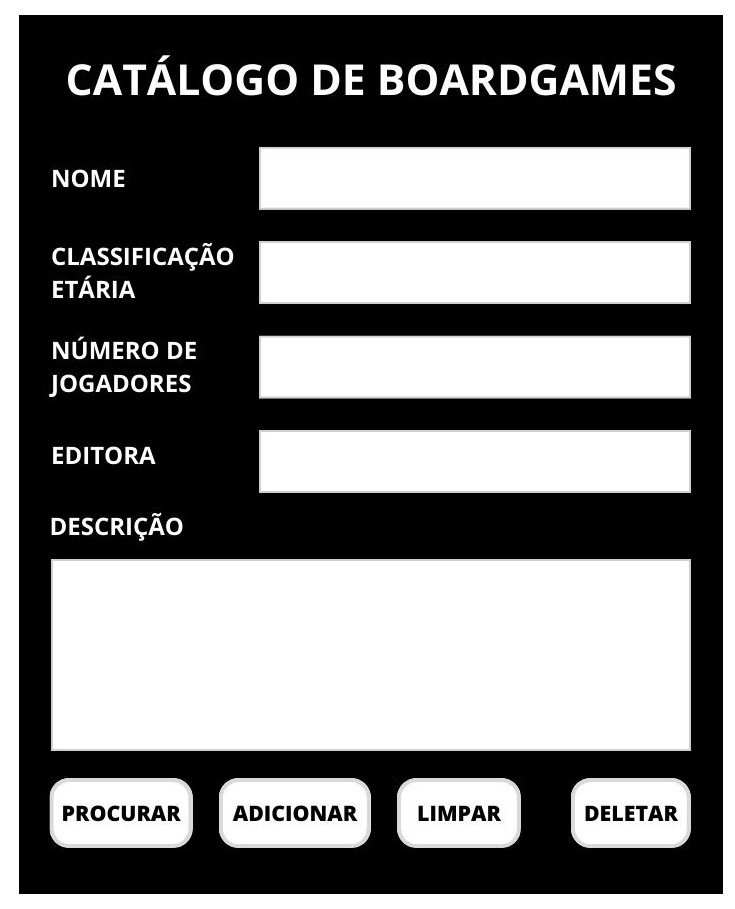 CATÁLOGO DE BOARDGAMES
NOME
CLASSIFICAÇÃO
ETÁRIA
NÚMERO DE
JOGADORES
EDITORA
DESCRIÇÃO
PROCURAR
ADICIONAR
LIMPAR
DELETAR